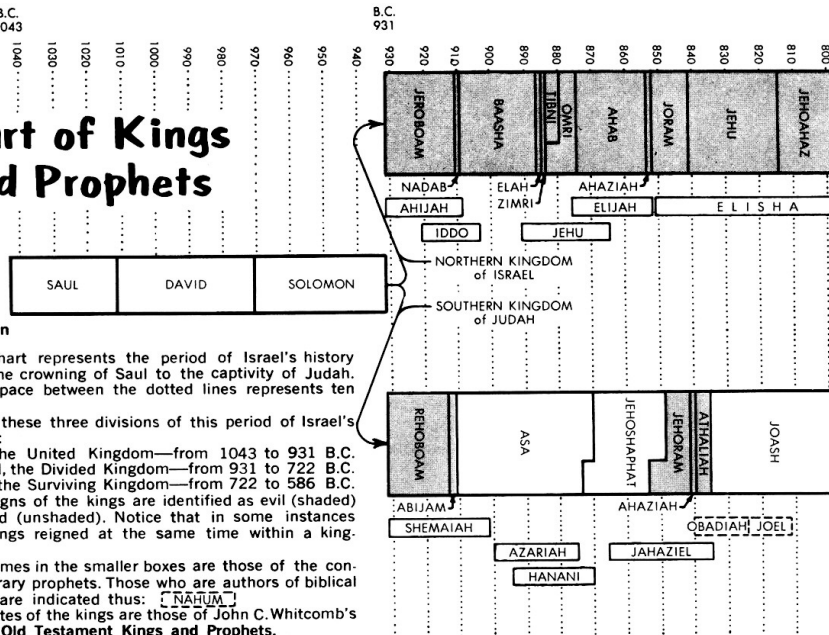 B.C.
1043
B.C.
931
1040
1030
1020
1010
1000
990
980
970
960
950
940
930
920
910
900
890
880
870
860
850
840
830
820
810
800
rt of Kings
d Prophets
JEROBOAM
BAASHA
TIBNI
OMRI
AHAB
JORAM
JEHU
JEHOAHAZ
NADAB
ELAH
ZIMRI
AHAZIAH
AHIJAH
ELIJAH
ELISHA
IDDO
JEHU
NORTHERN KINGDOM
of ISRAEL
SAUL
DAVID
SOLOMON
SOUTHERN KINGDOM
of JUDAH
n
hart represents the period of Israel's history
e crowning of Saul to the captivity of Judah.
pace between the dotted lines represents ten
these three divisions of this period of Israel's
:
he United Kingdom—from 1043 to 931 B.C.
l, the Divided Kingdom—from 931 to 722 B.C.
the Surviving Kingdom—from 722 to 586 B.C.
igns of the kings are identified as evil (shaded)
d (unshaded). Notice that in some instances
ngs reigned at the same time within a king-
mes in the smaller boxes are those of the con-
rary prophets. Those who are authors of biblical
are indicated thus: NAHUM
tes of the kings are those of John C. Whitcomb's
Old Testament Kings and Prophets.
REHOBOAM
ASA
JEHOSHAPHAT
JEHORAM
ATHALIAH
JOASH
ABIJAM
AHAZIAH
SHEMAIAH
OBADIAH
JOEL
AZARIAH
JAHAZIEL
HANANI